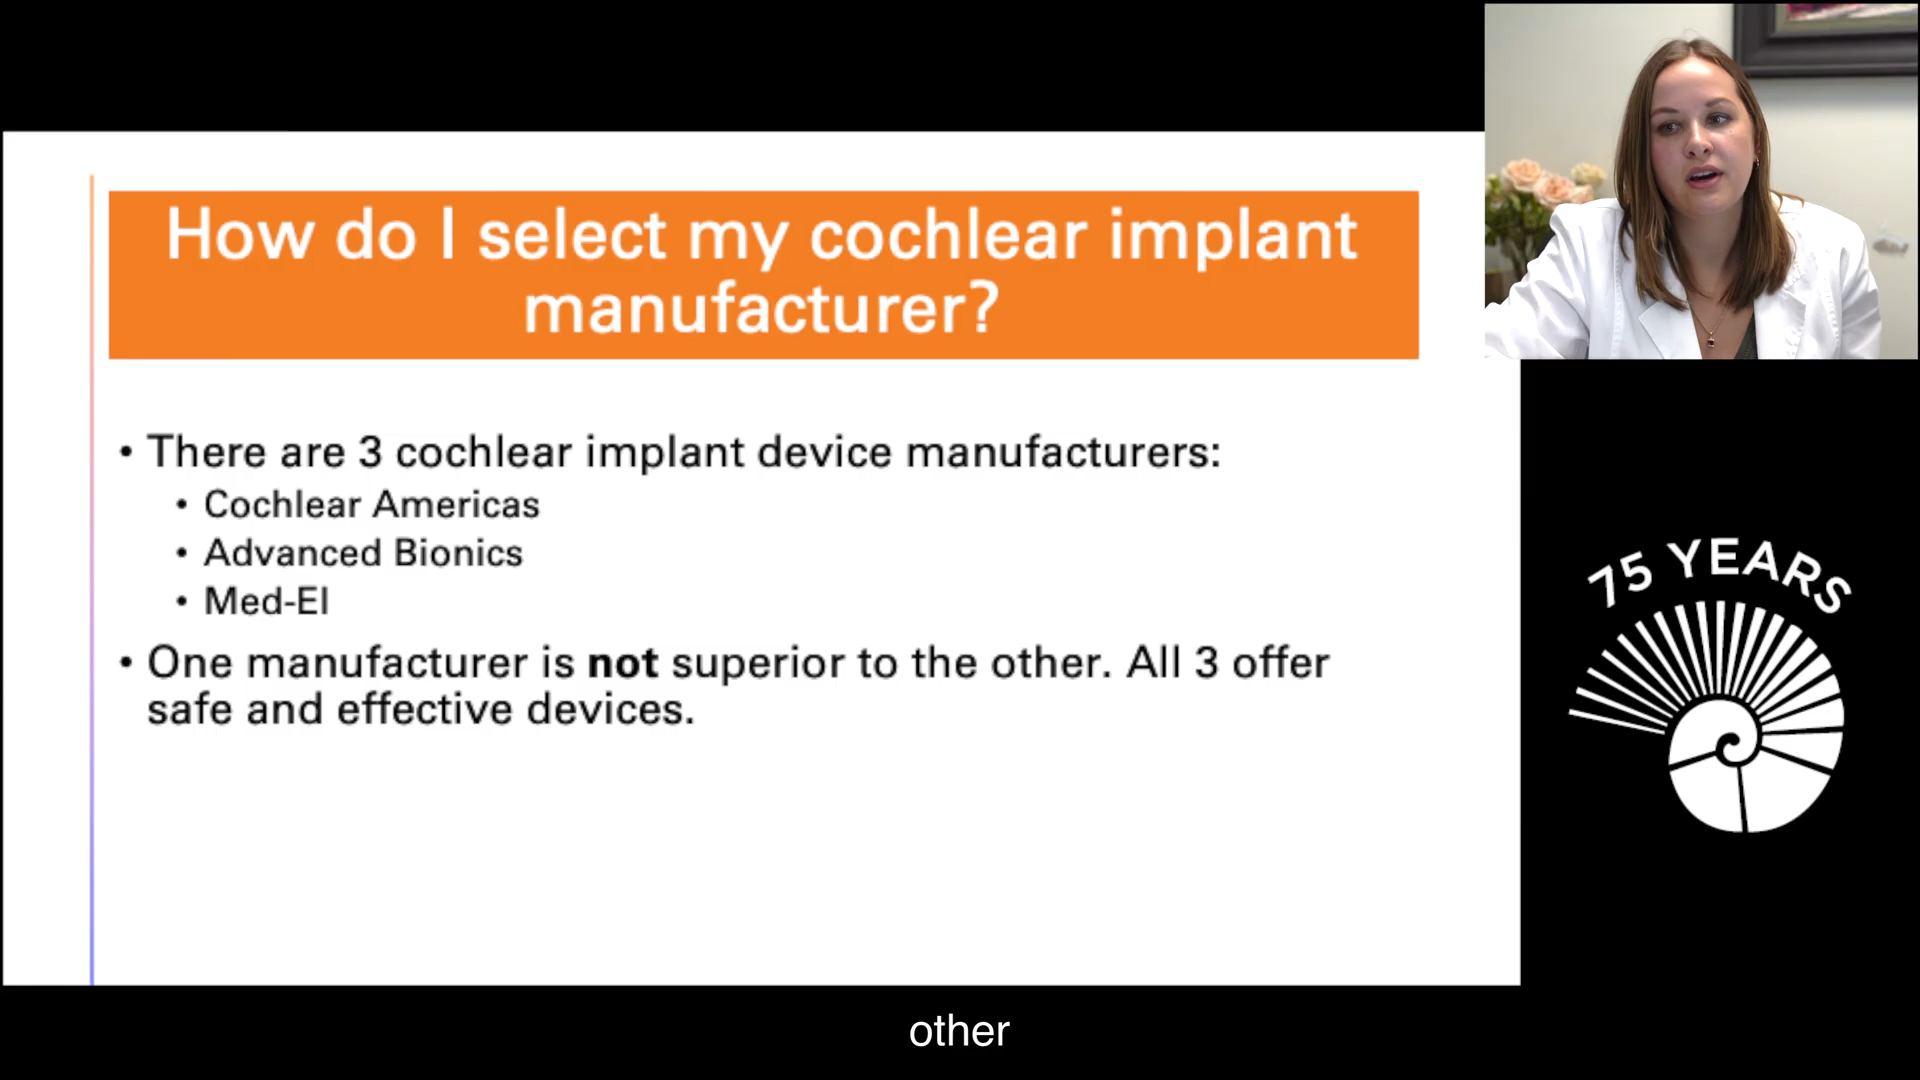 How do I select my cochlear implant
manufacturer?
• There are 3 cochlear implant device manufacturers:
• Cochlear Americas
• Advanced Bionics
• Med-El
• One manufacturer is not superior to the other. All 3 offer
safe and effective devices.
75 YEARS
other